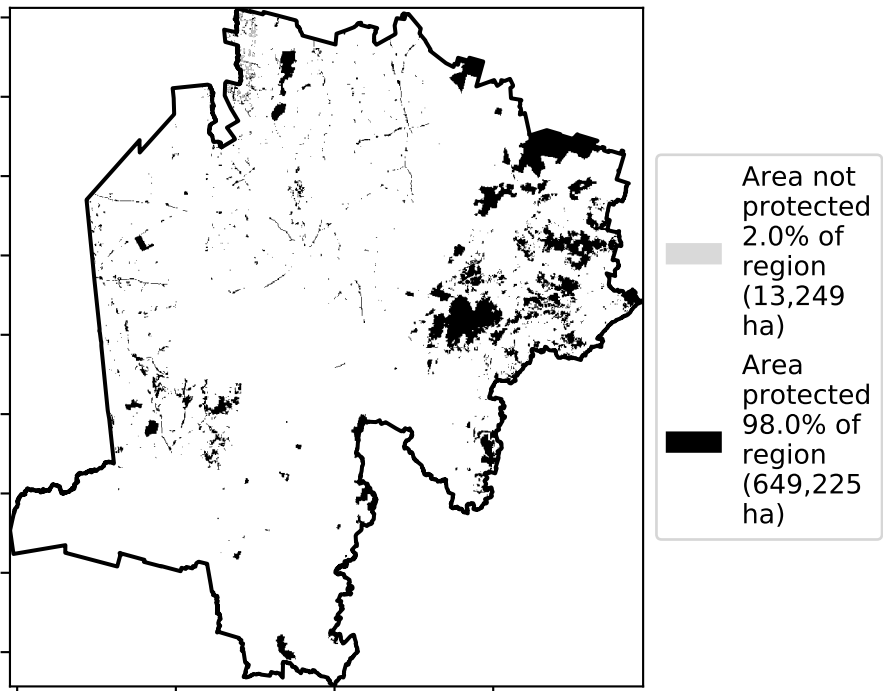 Area not
protected
2.0% of
region
(13,249
ha)
Area
protected
98.0% of
region
(649,225
ha)